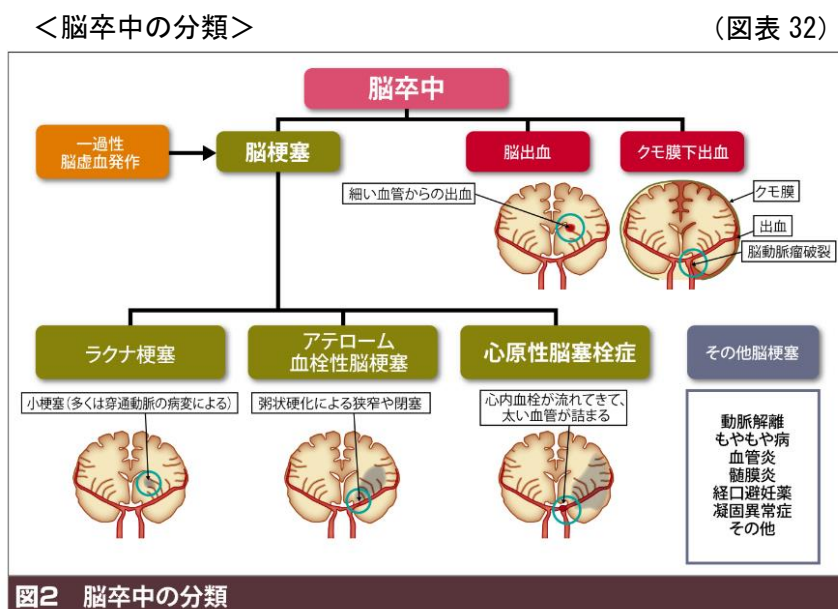 ＜脳卒中の分類＞
（図表 32）
脳卒中
一過性
脳虚血発作
脳梗塞
脳出血
クモ膜下出血
細い血管からの出血
クモ膜
出血
脳動脈瘤破裂
ラクナ梗塞
アテローム
血栓性脳梗塞
心原性脳塞栓症
その他脳梗塞
小梗塞（多くは穿通動脈の病変による）
粥状硬化による狭窄や閉塞
心内血栓が流れてきて、
太い血管が詰まる
動脈解離
もやもや病
血管炎
髄膜炎
経口避妊薬
凝固異常症
その他
図2 脳卒中の分類